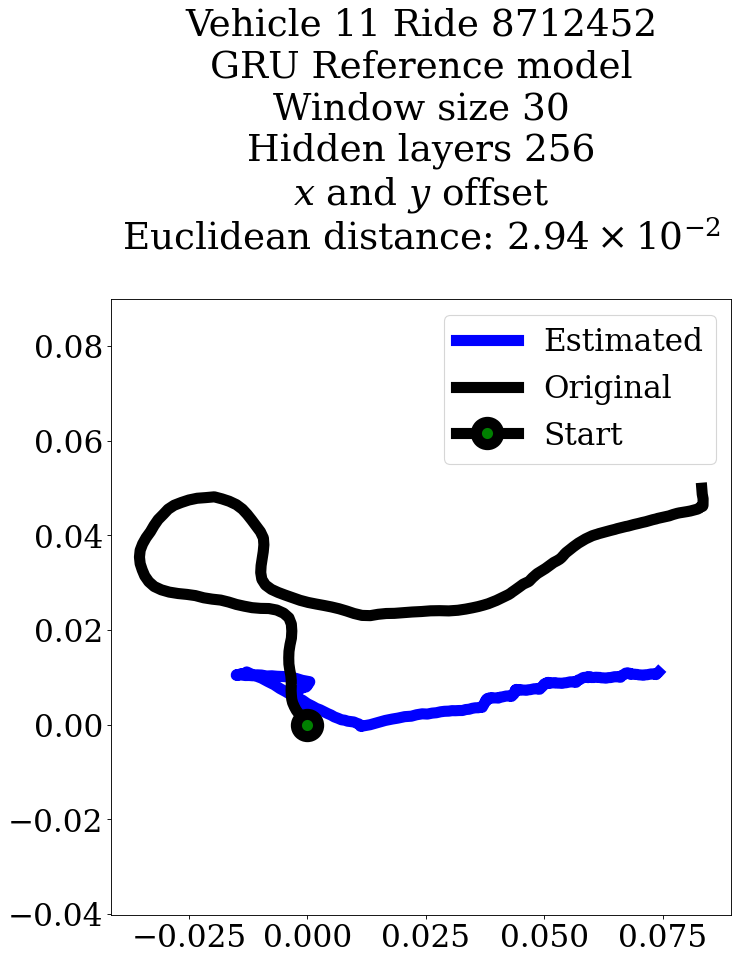 Vehicle 11 Ride 8712452
GRU Reference model
Window size 30
Hidden layers 256
x and y offset
Euclidean distance: 2.94 × 10⁻²
Estimated
Original
Start
0.08
0.06
0.04
0.02
0.00
−0.02
−0.04
−0.025 0.000 0.025 0.050 0.075